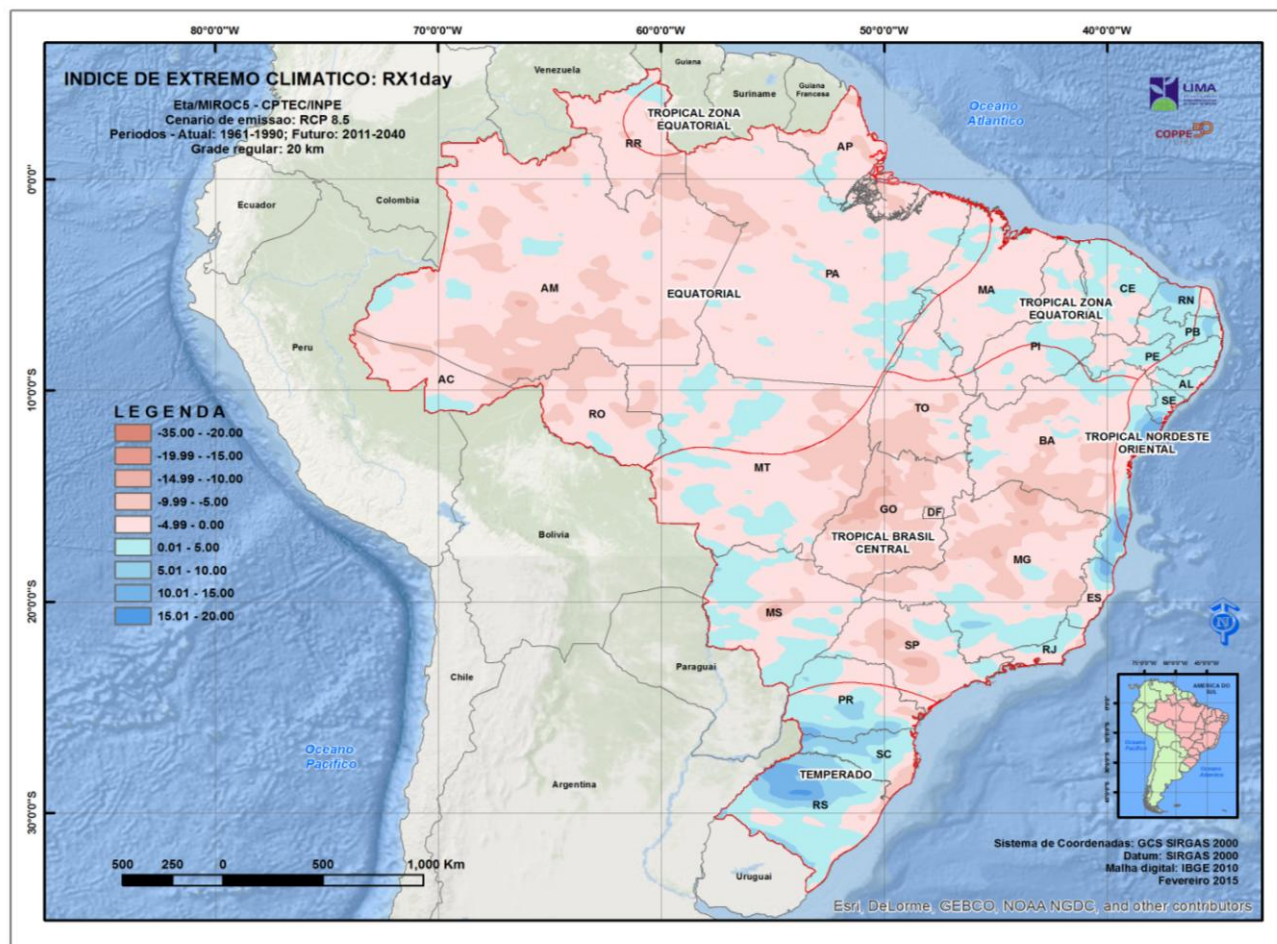 80°0'0"W 70°0'0"W 60°0'0"W 50°0'0"W 40°0'0"W
INDICE DE EXTREMO CLIMATICO: RX1day
Eta/MIROC5 - CPTEC/INPE
Cenario de emissao: RCP 8.5
Periodos - Atual: 1961-1990; Futuro: 2011-2040
Grade regular: 20 km
Venezuela
Guiana
Suriname
Guiana
Francesa
Oceano
Atlantico
LIMA
COPPE
TROPICAL ZONA
EQUATORIAL
RR
AP
0°0'0"
Ecuador
Colombia
AM
EQUATORIAL
PA
MA
TROPICAL ZONA
EQUATORIAL
CE
RN
PB
PI
PE
AL
SE
Peru
AC
10°0'0"S
RO
TO
BA
TROPICAL NORDESTE
ORIENTAL
MT
GO
DF
TROPICAL BRASIL
CENTRAL
MG
ES
LEGENDA
-35.00 - -20.00
-19.99 - -15.00
-14.99 - -10.00
-9.99 - -5.00
-4.99 - 0.00
0.01 - 5.00
5.01 - 10.00
10.01 - 15.00
15.01 - 20.00
Bolivia
20°0'0"S
MS
SP
RJ
N
Paraguai
Chile
PR
SC
TEMPERADO
RS
Oceano
Pacifico
Argentina
30°0'0"S
Uruguai
AMERICA DO
SUL
Oceano
Pacífico
Oceano
Atlantico
500 250 0 500 1,000 Km
Sistema de Coordenadas: GCS SIRGAS 2000
Datum: SIRGAS 2000
Malha digital: IBGE 2010
Fevereiro 2015
Esri, DeLorme, GEBCO, NOAA NGDC, and other contributors